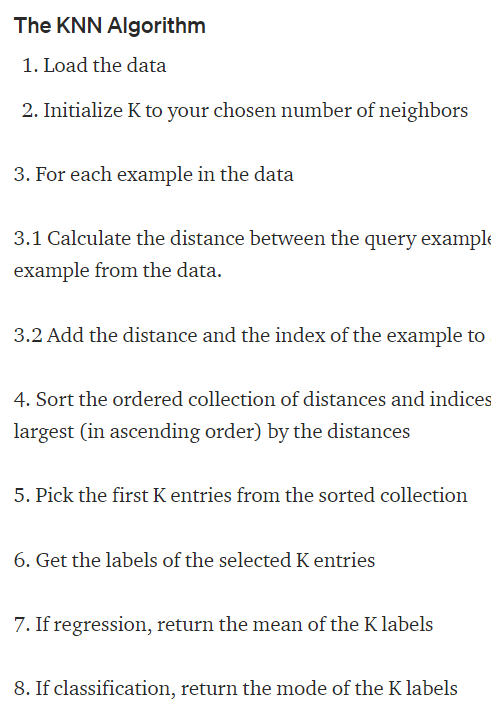 The KNN Algorithm
1. Load the data
2. Initialize K to your chosen number of neighbors
3. For each example in the data
3.1 Calculate the distance between the query example
example from the data.
3.2 Add the distance and the index of the example to
4. Sort the ordered collection of distances and indices
largest (in ascending order) by the distances
5. Pick the first K entries from the sorted collection
6. Get the labels of the selected K entries
7. If regression, return the mean of the K labels
8. If classification, return the mode of the K labels